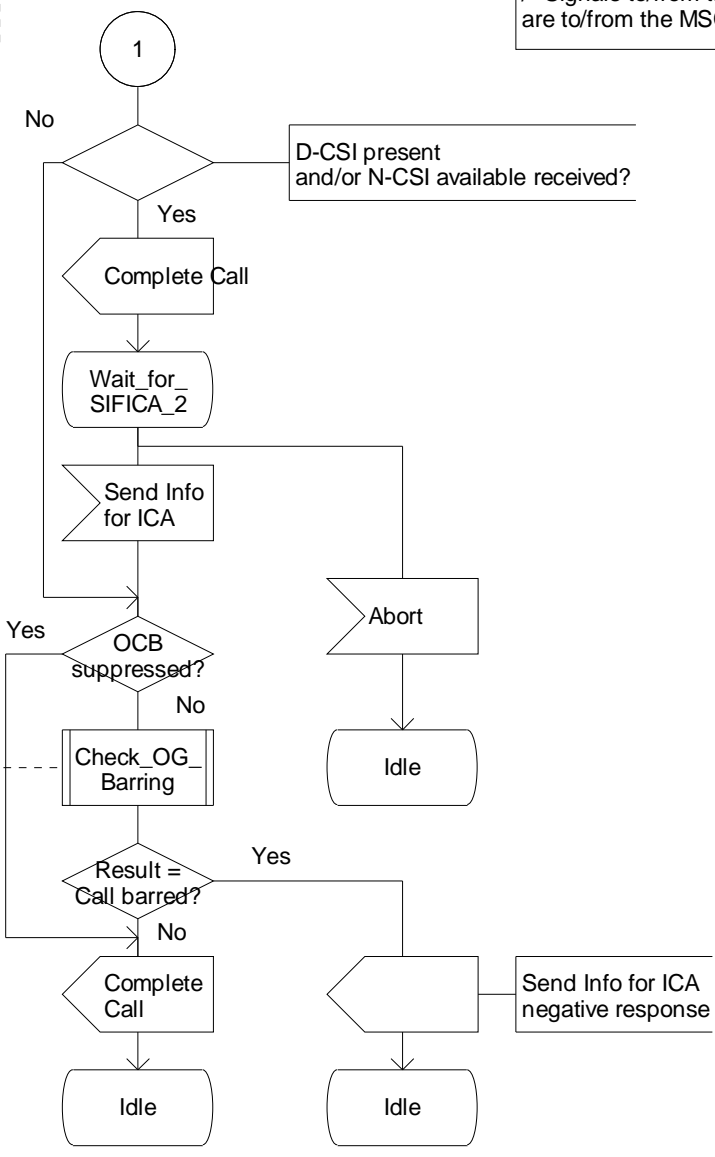 are to/from the MSC
1
No
D-CSI present
and/or N-CSI available received?
Yes
Complete Call
Wait_for_
SIFICA_2
Send Info
for ICA
Abort
Yes
OCB
suppressed?
No
Check_OG_
Barring
Idle
Result =
Call barred?
Yes
No
Complete
Call
Send Info for ICA
negative response
Idle
Idle